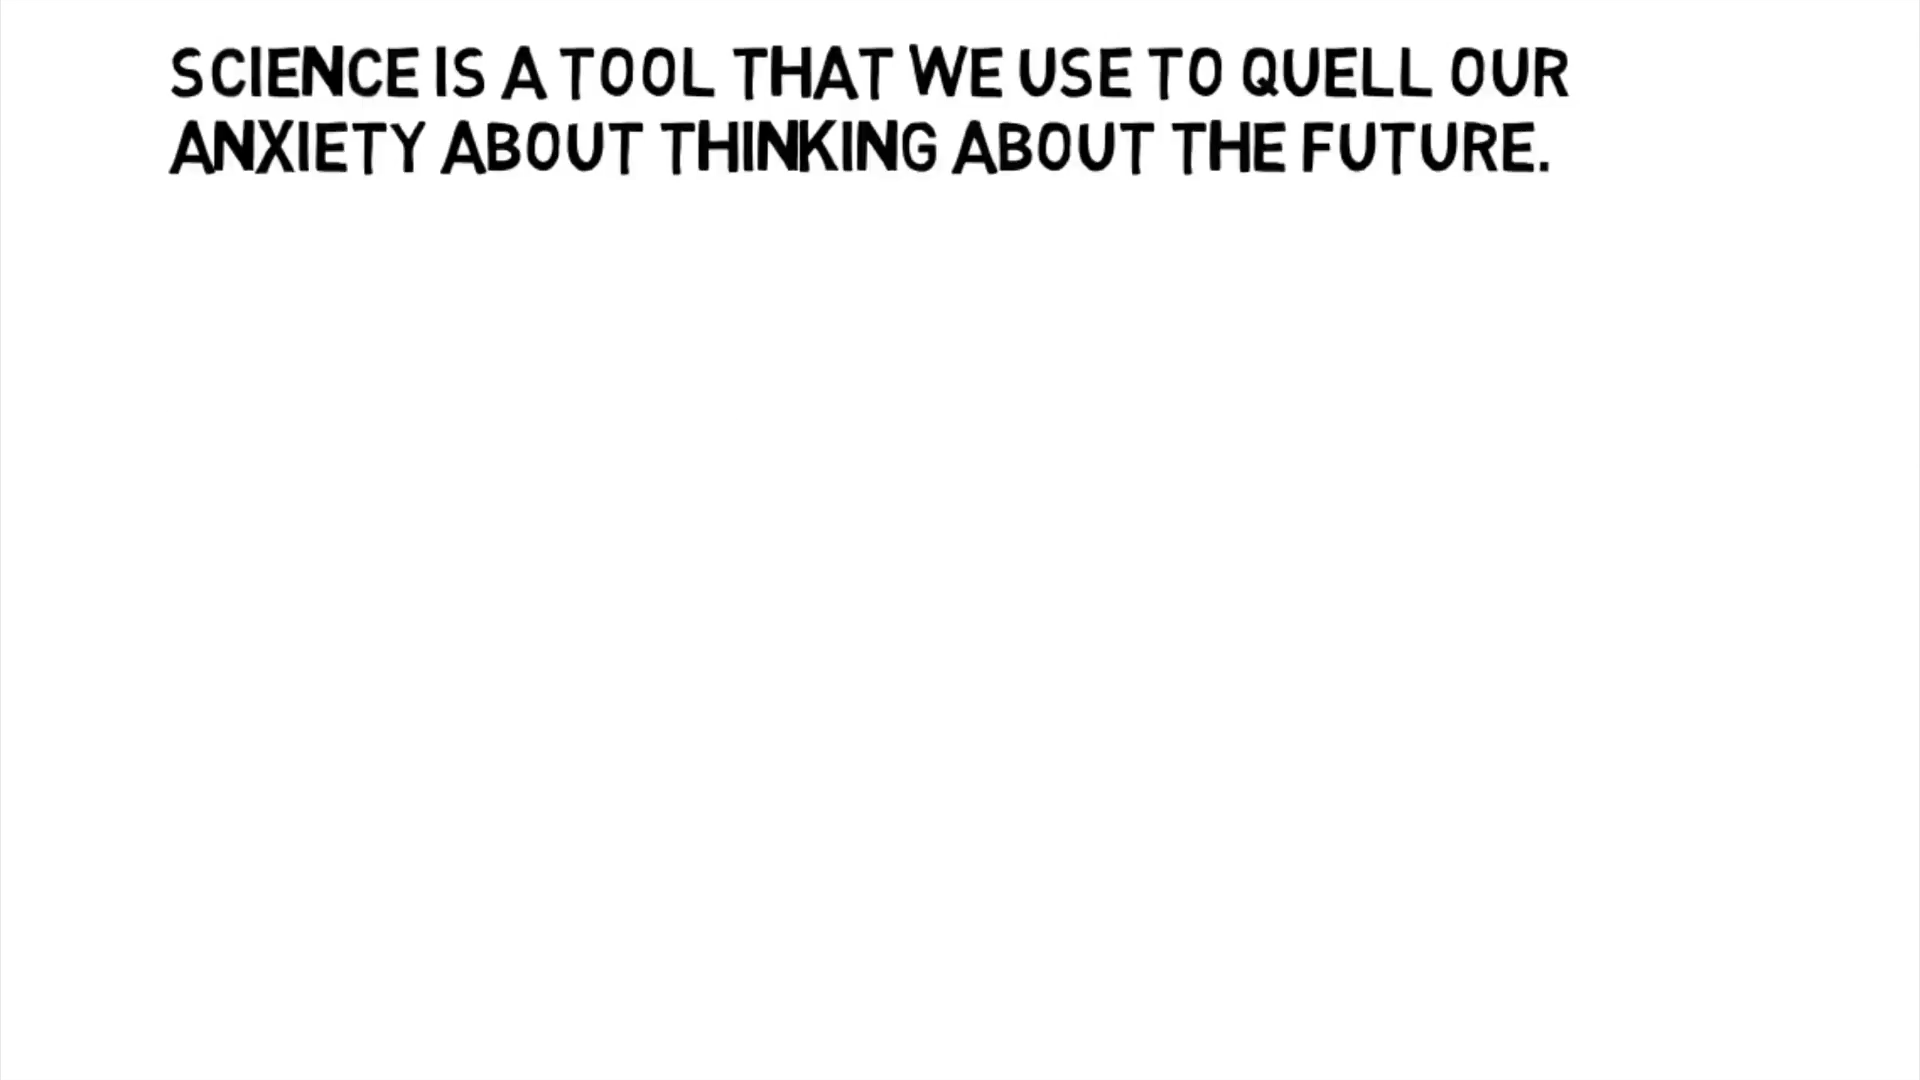 SCIENCE IS A TOOL THAT WE USE TO QUELL OUR
ANXIETY ABOUT THINKING ABOUT THE FUTURE.